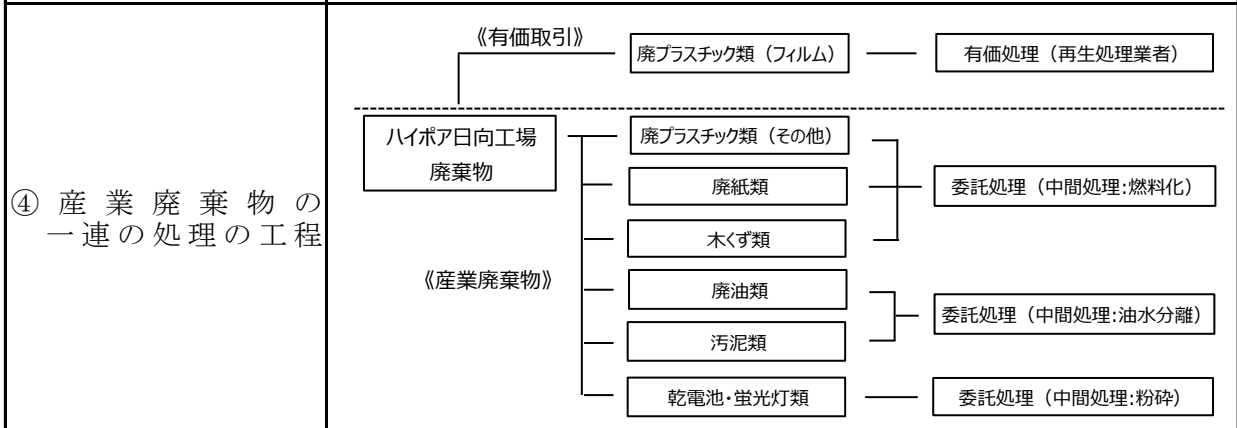 ④ 産業廃棄物の
一連の処理の工程
《有価取引》
廃プラスチック類（フィルム）
有価処理（再生処理業者）
ハイポア日向工場
廃棄物
廃プラスチック類（その他）
廃紙類
委託処理（中間処理:燃料化）
木くず類
《産業廃棄物》
廃油類
委託処理（中間処理:油水分離）
汚泥類
乾電池・蛍光灯類
委託処理（中間処理:粉砕）